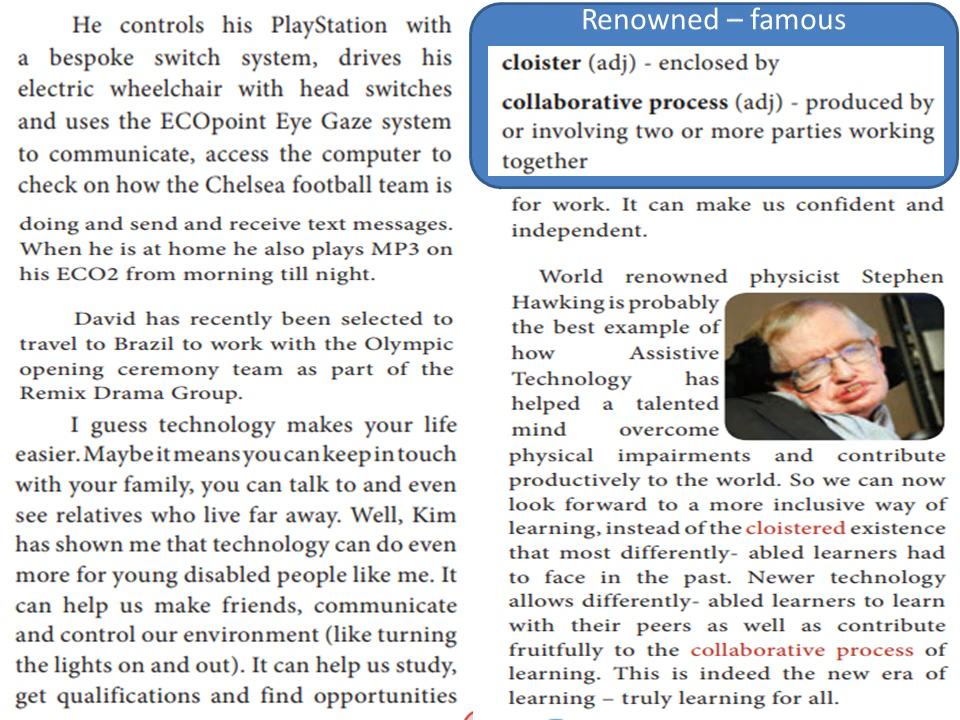 He controls his PlayStation with
a bespoke switch system, drives his
electric wheelchair with head switches
and uses the ECOpoint Eye Gaze system
to communicate, access the computer to
check on how the Chelsea football team is
doing and send and receive text messages.
When he is at home he also plays MP3 on
his ECO2 from morning till night.
David has recently been selected to
travel to Brazil to work with the Olympic
opening ceremony team as part of the
Remix Drama Group.
I guess technology makes your life
easier. Maybe it means you can keep in touch
with your family, you can talk to and even
see relatives who live far away. Well, Kim
has shown me that technology can do even
more for young disabled people like me. It
can help us make friends, communicate
and control our environment (like turning
the lights on and out). It can help us study,
get qualifications and find opportunities
Renowned – famous
cloister (adj) - enclosed by
collaborative process (adj) - produced by
or involving two or more parties working
together
for work. It can make us confident and
independent.
World renowned physicist Stephen
Hawking is probably
the best example of
how Assistive
Technology has
helped a talented
mind overcome
physical impairments and contribute
productively to the world. So we can now
look forward to a more inclusive way of
learning, instead of the cloistered existence
that most differently- abled learners had
to face in the past. Newer technology
allows differently- abled learners to learn
with their peers as well as contribute
fruitfully to the collaborative process of
learning. This is indeed the new era of
learning – truly learning for all.